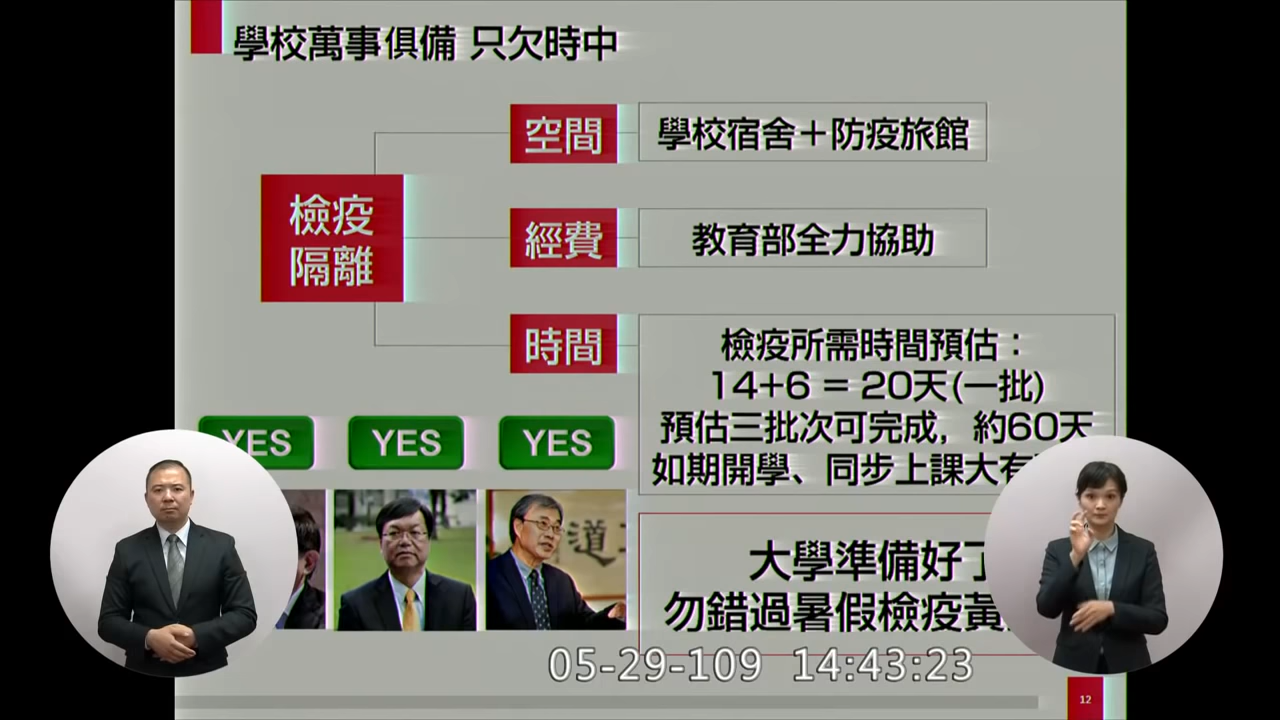 學校萬事俱備 只欠時中
空間
學校宿舍＋防疫旅館
檢疫
隔離
經費
教育部全力協助
時間
檢疫所需時間預估：
14+6 = 20天(一批)
預估三批次可完成，約60天
如期開學、同步上課大有
YES
YES
YES
道
大學準備好了
勿錯過暑假檢疫黃
05-29-109 14:43:23
12